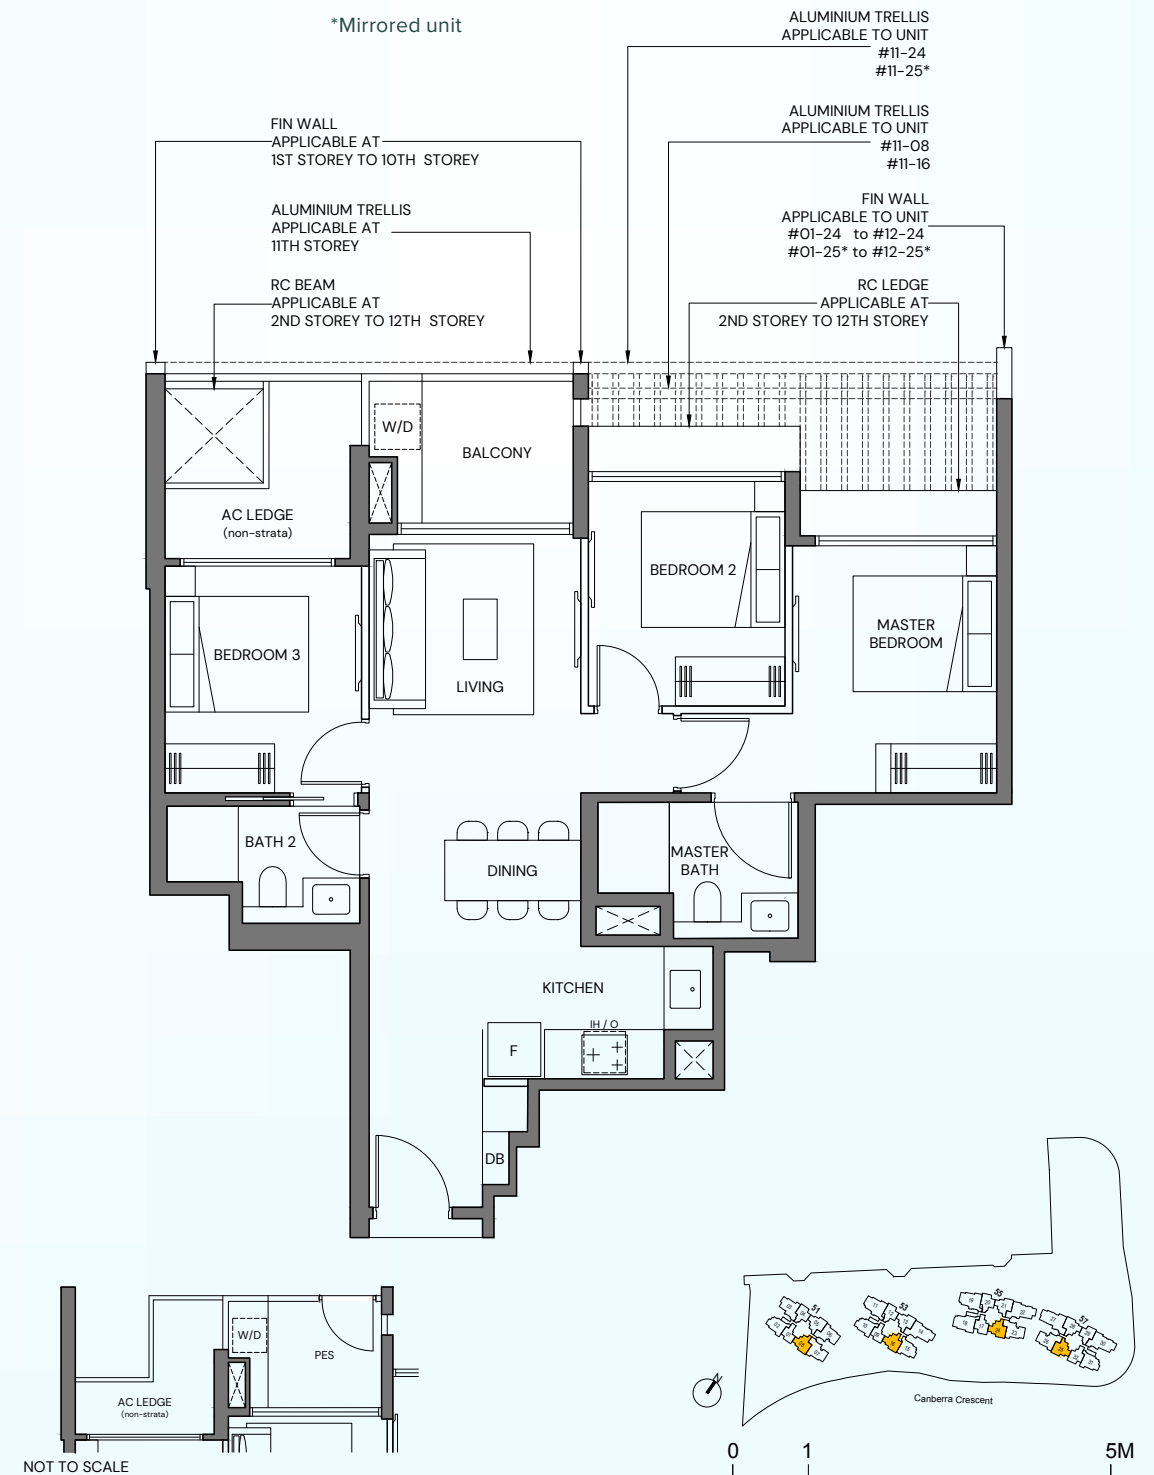 *Mirrored unit
ALUMINIUM TRELLIS
APPLICABLE TO UNIT
#11-24
#11-25*
FIN WALL
APPLICABLE AT
1ST STOREY TO 10TH STOREY
ALUMINIUM TRELLIS
APPLICABLE TO UNIT
#11-08
#11-16
ALUMINIUM TRELLIS
APPLICABLE AT
11TH STOREY
FIN WALL
APPLICABLE TO UNIT
#01-24 to #12-24
#01-25* to #12-25*
RC BEAM
APPLICABLE AT
2ND STOREY TO 12TH STOREY
RC LEDGE
APPLICABLE AT
2ND STOREY TO 12TH STOREY
W/D
BALCONY
AC LEDGE
(non-strata)
BEDROOM 2
MASTER
BEDROOM
BEDROOM 3
LIVING
BATH 2
DINING
MASTER
BATH
KITCHEN
IH / O
F
DB
W/D
PES
AC LEDGE
(non-strata)
NOT TO SCALE
51
53
55
57
N
Canberra Crescent
0 1 5M